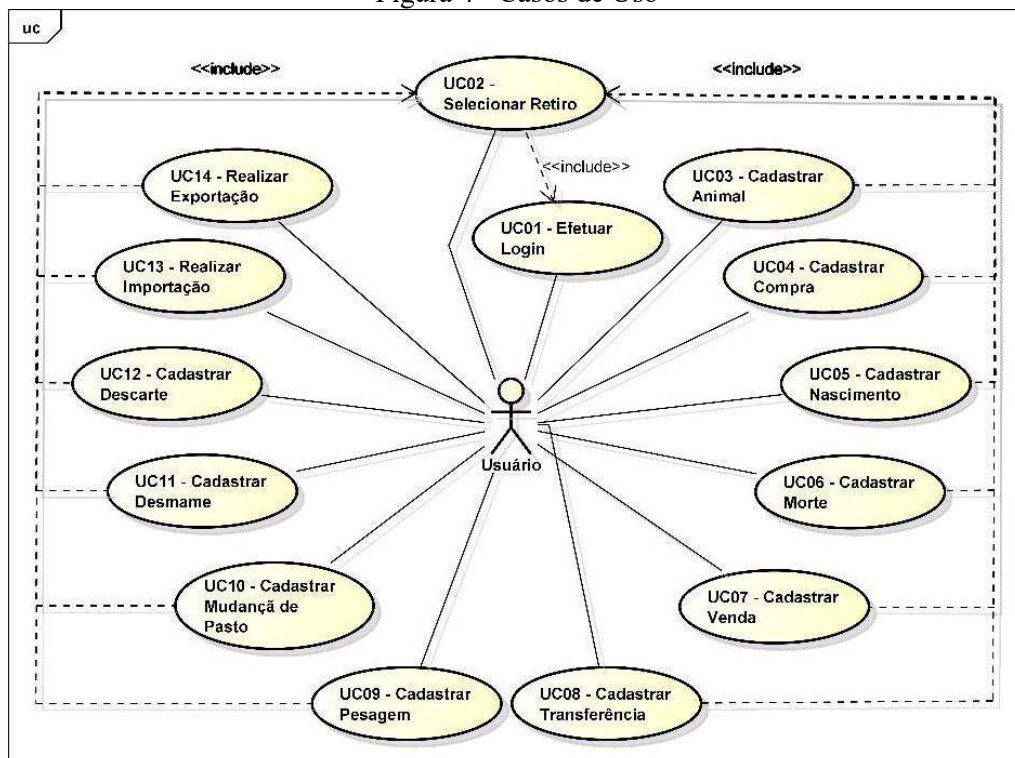 Figura 4 - Casos de Uso
uc
<<include>>
<<include>>
UC02 -
Selecionar Retiro
<<include>>
UC14 - Realizar
Exportação
UC03 - Cadastrar
Animal
UC01 - Efetuar
Login
UC13 - Realizar
Importação
UC04 - Cadastrar
Compra
UC12 - Cadastrar
Descarte
UC05 - Cadastrar
Nascimento
Usuário
UC11 - Cadastrar
Desmame
UC06 - Cadastrar
Morte
UC10 - Cadastrar
Mudançã de
Pasto
UC07 - Cadastrar
Venda
UC09 - Cadastrar
Pesagem
UC08 - Cadastrar
Transferência